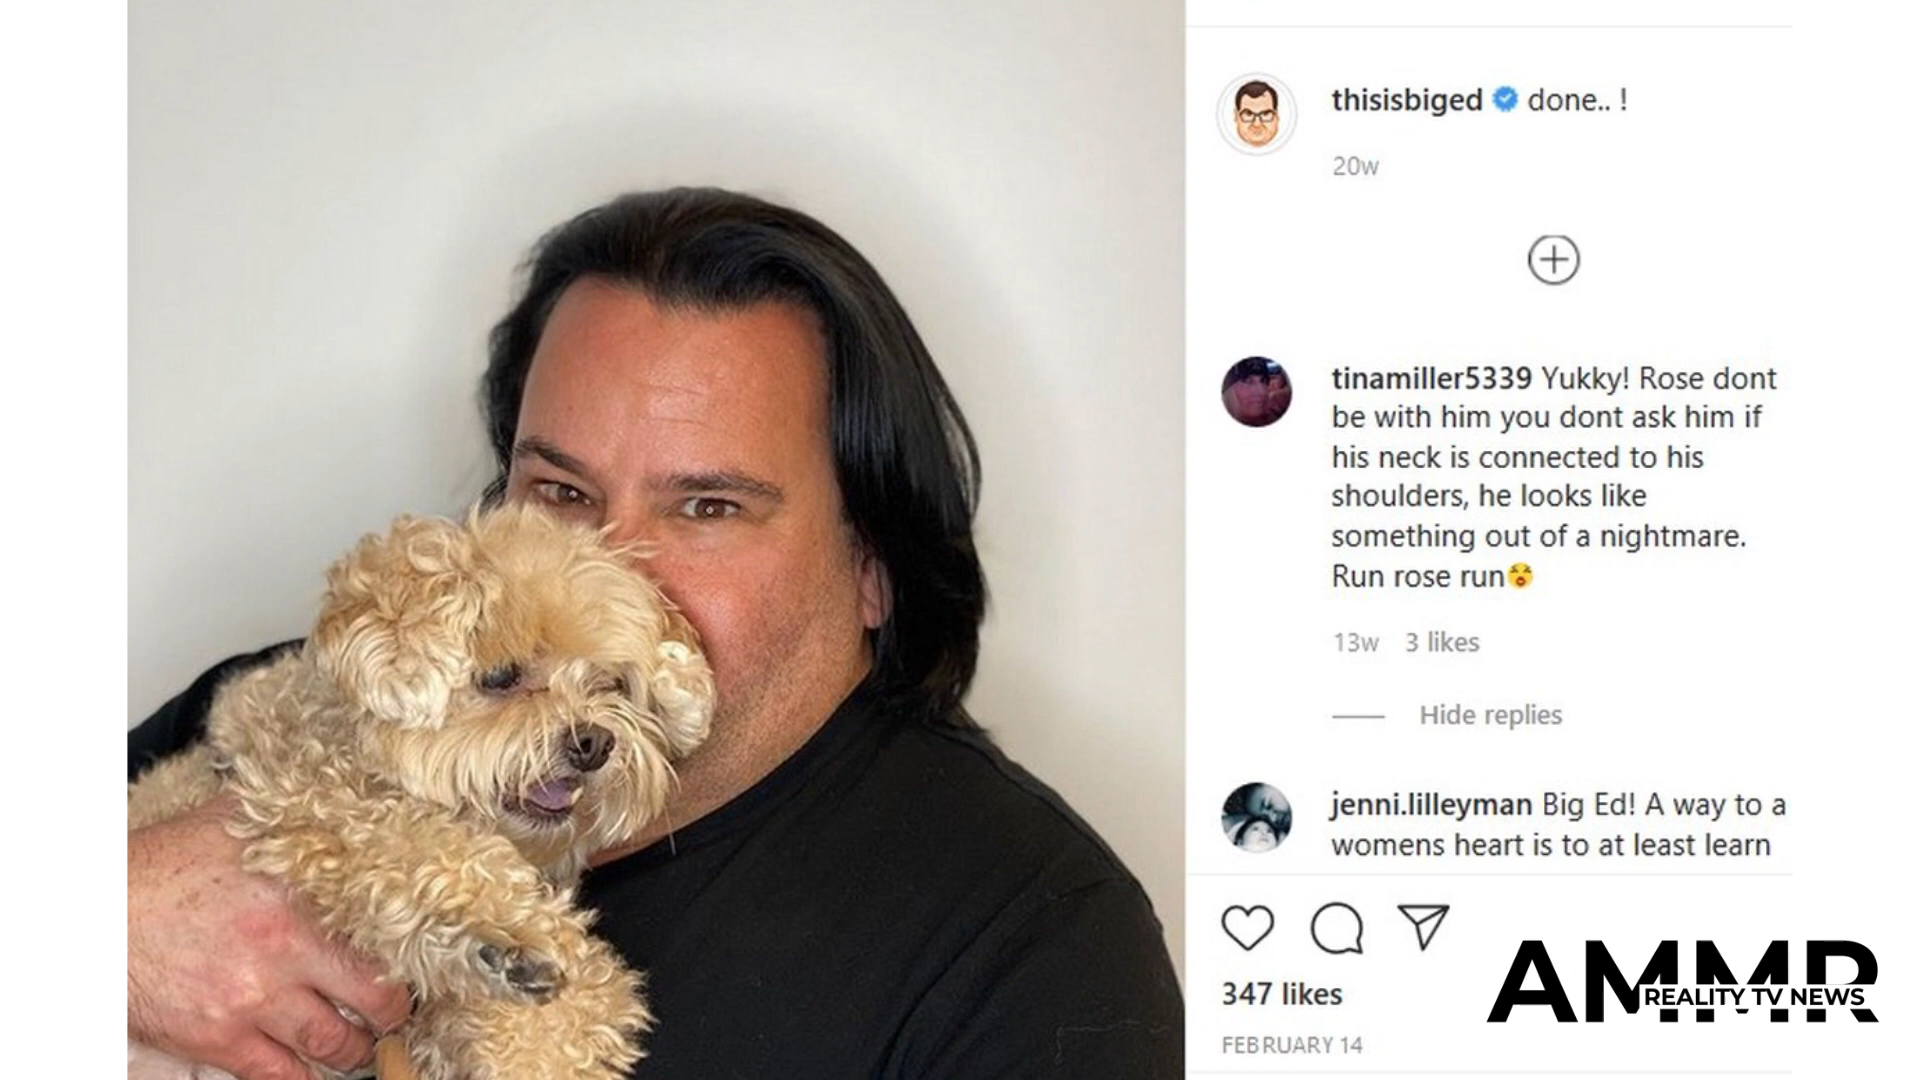 thisisbiged done.. !
20w
tinamiller5339 Yukky! Rose dont
be with him you dont ask him if
his neck is connected to his
shoulders, he looks like
something out of a nightmare.
Run rose run😵
13w 3 likes
Hide replies
jenni.lilleyman Big Ed! A way to a
womens heart is to at least learn
347 likes
FEBRUARY 14
AMMR
REALITY TV NEWS